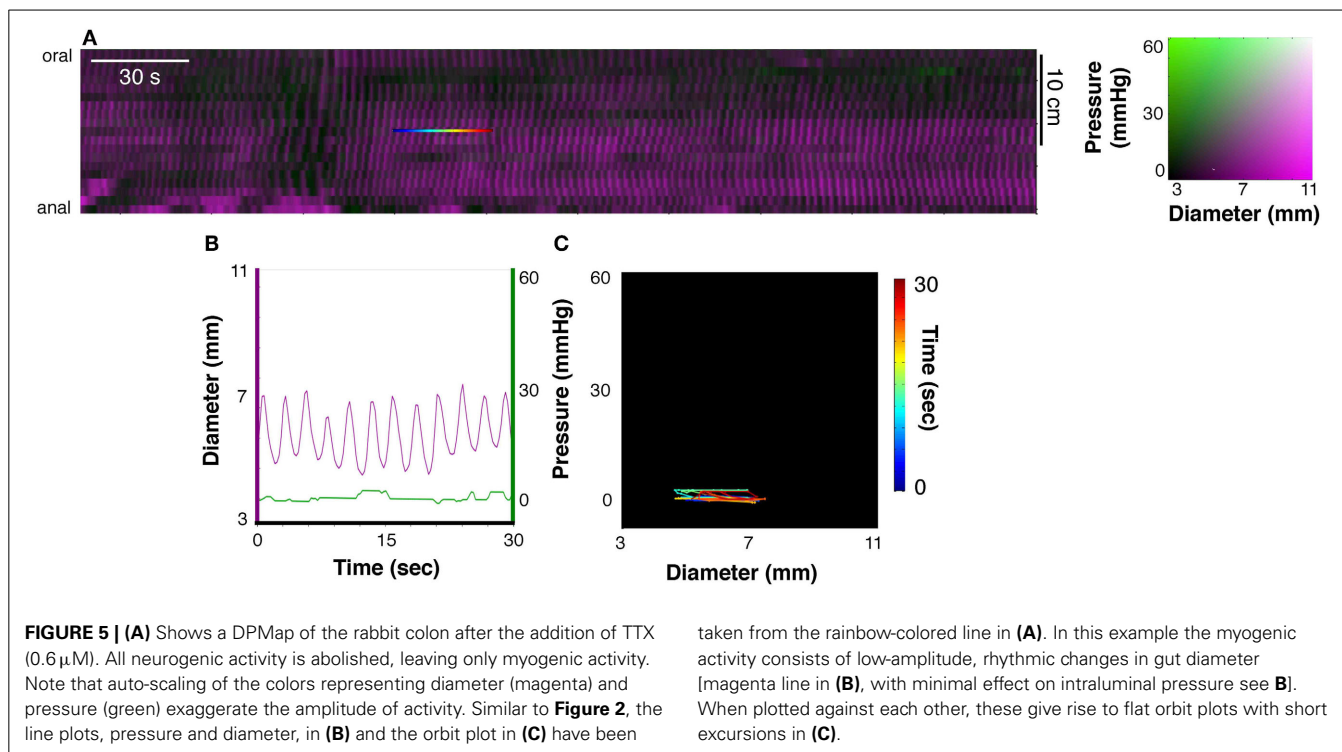 A
oral
30 s
anal
10 cm
Pressure
(mmHg)
60
30
0
3
7
11
Diameter (mm)
B
Diameter (mm)
11
7
3
60
30
0
Pressure (mmHg)
0
15
30
Time (sec)
C
60
30
0
3
7
11
Diameter (mm)
30
0
Time (sec)
FIGURE 5 | (A) Shows a DPMap of the rabbit colon after the addition of TTX
(0.6 μM). All neurogenic activity is abolished, leaving only myogenic activity.
Note that auto-scaling of the colors representing diameter (magenta) and
pressure (green) exaggerate the amplitude of activity. Similar to Figure 2, the
line plots, pressure and diameter, in (B) and the orbit plot in (C) have been
taken from the rainbow-colored line in (A). In this example the myogenic
activity consists of low-amplitude, rhythmic changes in gut diameter
[magenta line in (B), with minimal effect on intraluminal pressure see B].
When plotted against each other, these give rise to flat orbit plots with short
excursions in (C).